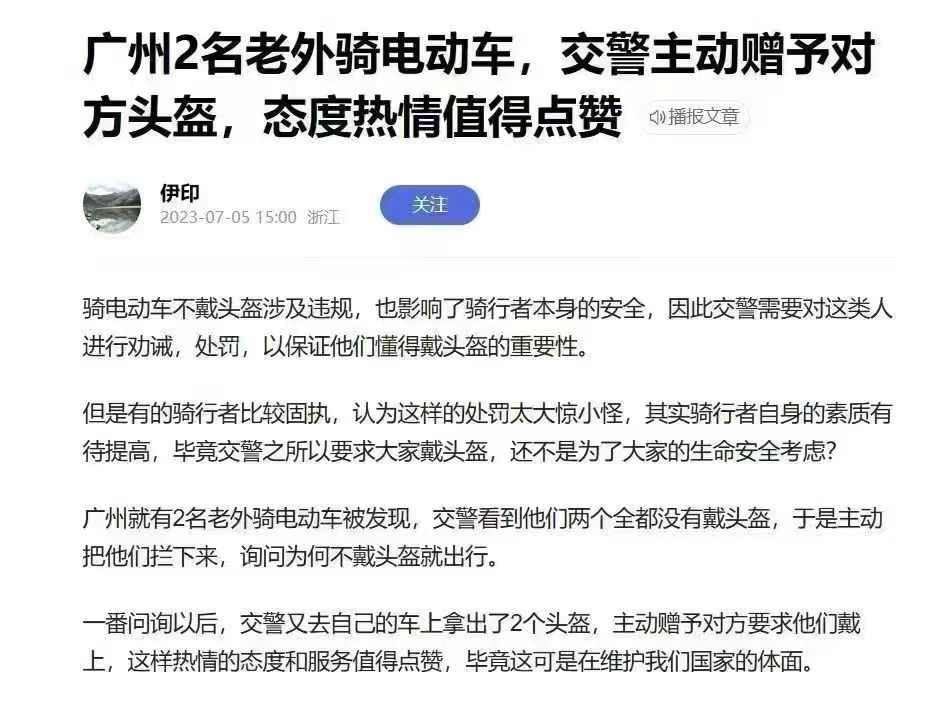 广州2名老外骑电动车，交警主动赠予对
方头盔，态度热情值得点赞 播报文章
伊印
2023-07-05 15:00 浙江
关注
骑电动车不戴头盔涉及违规，也影响了骑行者本身的安全，因此交警需要对这类人
进行劝诫，处罚，以保证他们懂得戴头盔的重要性。
但是有的骑行者比较固执，认为这样的处罚太大惊小怪，其实骑行者自身的素质有
待提高，毕竟交警之所以要求大家戴头盔，还不是为了大家的生命安全考虑？
广州就有2名老外骑电动车被发现，交警看到他们两个全都没有戴头盔，于是主动
把他们拦下来，询问为何不戴头盔就出行。
一番问询以后，交警又去自己的车上拿出了2个头盔，主动赠予对方要求他们戴
上，这样热情的态度和服务值得点赞，毕竟这可是在维护我们国家的体面。